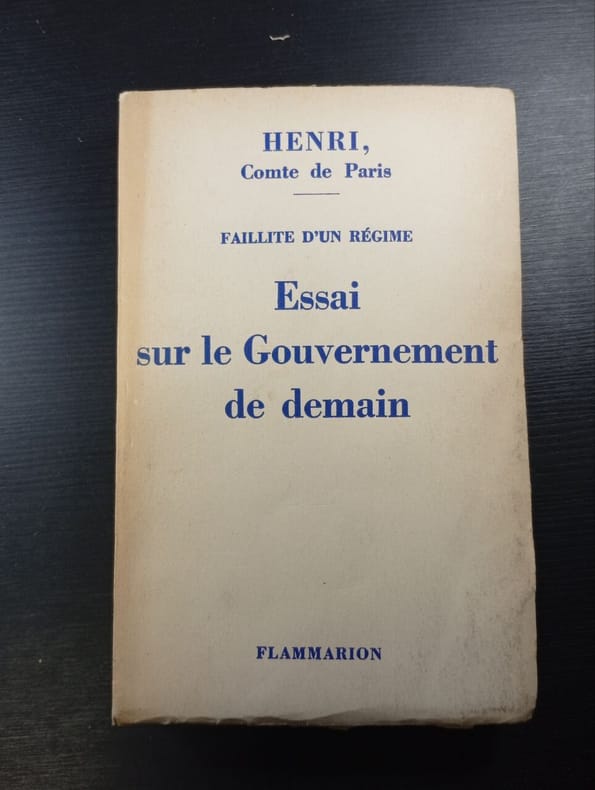 HENRI,
Comte de Paris
FAILLITE D'UN RÉGIME
Essai
sur le Gouvernement
de demain
FLAMMARION